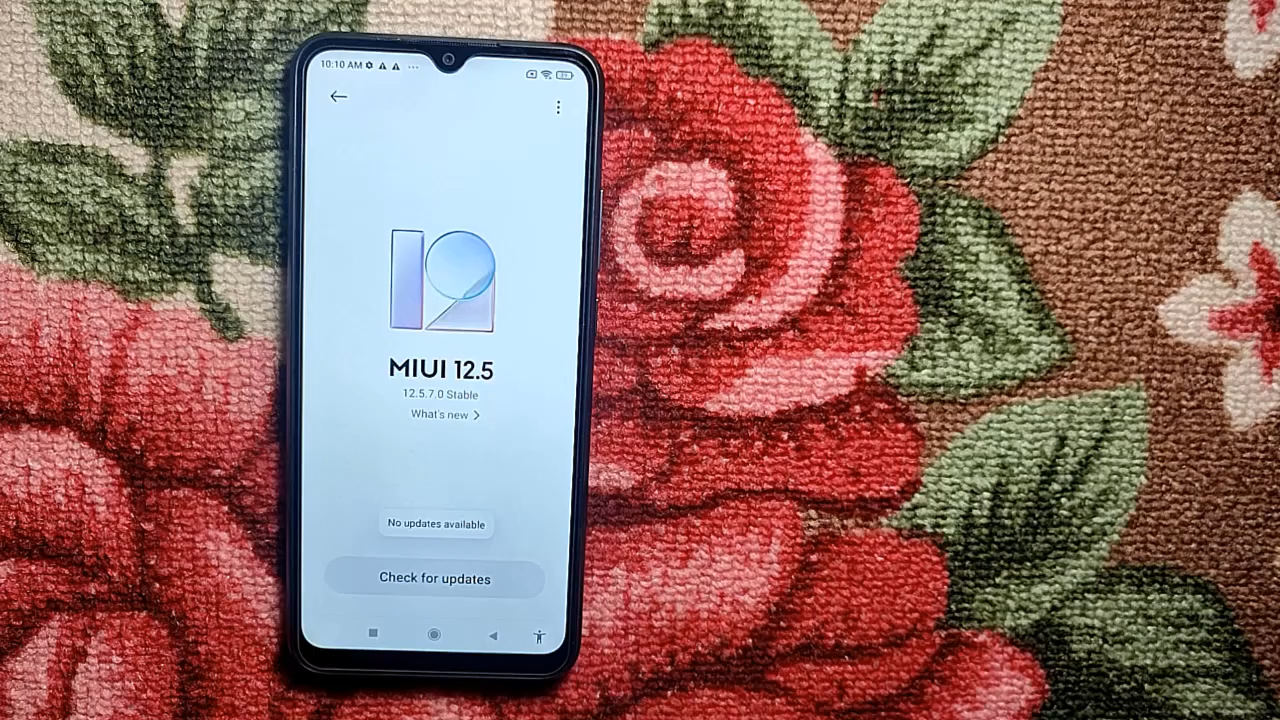 10:10 AM
MIUI 12.5
12.5.7.0 Stable
What's new
No updates available
Check for updates